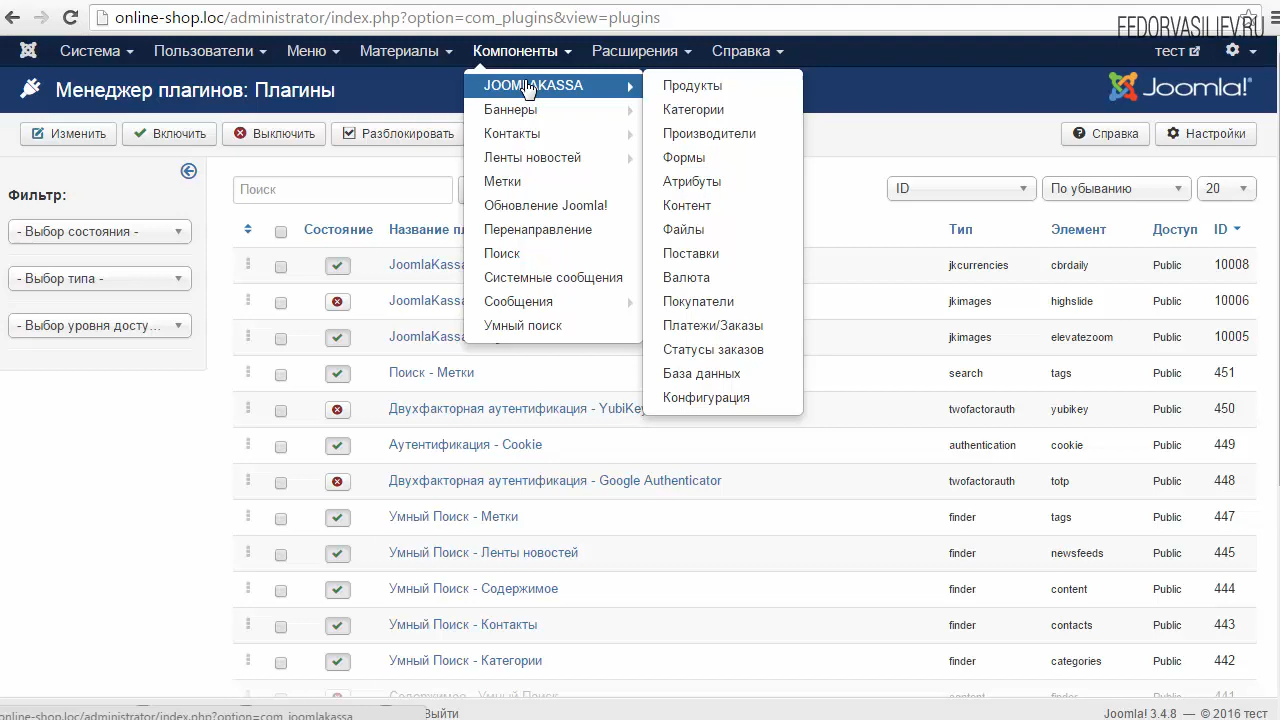 online-shop.loc/administrator/index.php?option=com_plugins&view=plugins
FEDORVASILIEV.RU
Система Пользователи Меню Материалы Компоненты Расширения Справка тест
Менеджер плагинов: Плагины
Joomla!
Изменить Включить Выключить Разблокировать Справка Настройки
JOOMLAKASSA
Баннеры
Контакты
Ленты новостей
Метки
Обновление Joomla!
Перенаправление
Поиск
Системные сообщения
Сообщения
Умный поиск
Продукты
Категории
Производители
Формы
Атрибуты
Контент
Файлы
Поставки
Валюта
Покупатели
Платежи/Заказы
Статусы заказов
База данных
Конфигурация
Фильтр:
- Выбор состояния -
- Выбор типа -
- Выбор уровня досту...
Поиск ID По убыванию 20
Состояние Название Тип Элемент Доступ ID
JoomlaKassa jkcurrencies cbrdaily Public 10008
JoomlaKassa jkimages highslide Public 10006
JoomlaKassa jkimages elevatezoom Public 10005
Поиск - Метки search tags Public 451
Двухфакторная аутентификация - YubiKey twofactorauth yubikey Public 450
Аутентификация - Cookie authentication cookie Public 449
Двухфакторная аутентификация - Google Authenticator twofactorauth totp Public 448
Умный Поиск - Метки finder tags Public 447
Умный Поиск - Ленты новостей finder newsfeeds Public 445
Умный Поиск - Содержимое finder content Public 444
Умный Поиск - Контакты finder contacts Public 443
Умный Поиск - Категории finder categories Public 442
Содержимое - Умный Поиск content finder Public 441
online-shop.loc/administrator/index.php?option=com_joomlakassa
Выйти
Joomla! 3.4.8 — © 2016 тест